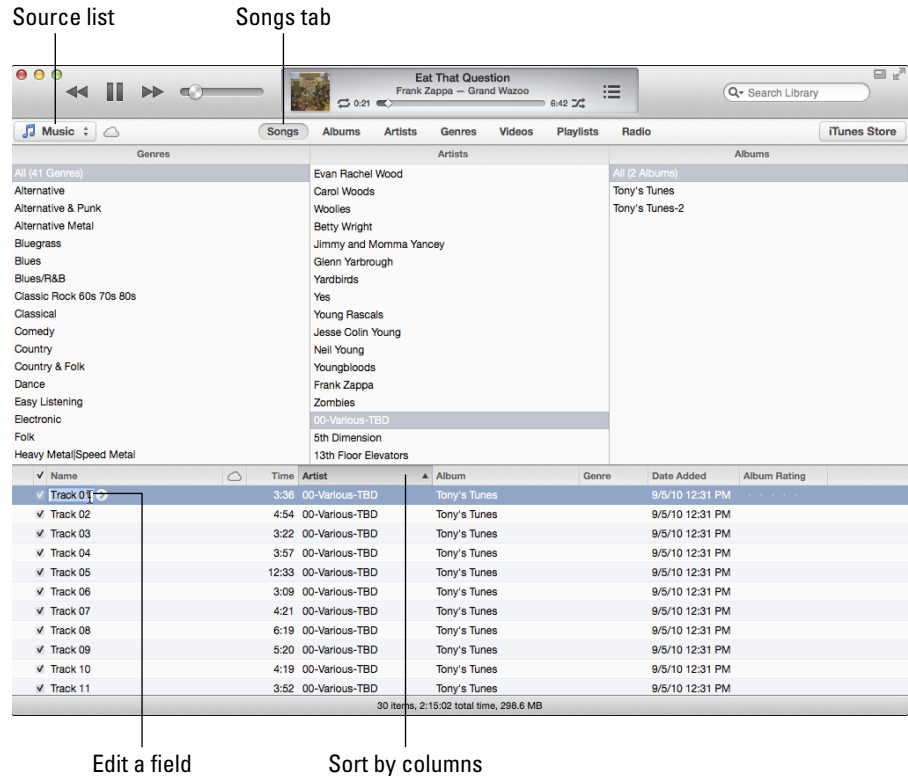 Source list Songs tab
Eat That Question
Frank Zappa — Grand Wazoo
0:21 6:42
Search Library
Music Songs Albums Artists Genres Videos Playlists Radio iTunes Store
Genres Artists Albums
All (41 Genres) Evan Rachel Wood All (2 Albums)
Alternative Carol Woods Tony's Tunes
Alternative & Punk Woolies Tony's Tunes-2
Alternative Metal Betty Wright
Bluegrass Jimmy and Momma Yancey
Blues Glenn Yarbrough
Blues/R&B Yardbirds
Classic Rock 60s 70s 80s Yes
Classical Young Rascals
Comedy Jesse Colin Young
Country Neil Young
Country & Folk Youngbloods
Dance Frank Zappa
Easy Listening Zombies
Electronic 00-Various-TBD
Folk 5th Dimension
Heavy Metal|Speed Metal 13th Floor Elevators
Name Time Artist Album Genre Date Added Album Rating
Track 01 3:36 00-Various-TBD Tony's Tunes 9/5/10 12:31 PM
Track 02 4:54 00-Various-TBD Tony's Tunes 9/5/10 12:31 PM
Track 03 3:22 00-Various-TBD Tony's Tunes 9/5/10 12:31 PM
Track 04 3:57 00-Various-TBD Tony's Tunes 9/5/10 12:31 PM
Track 05 12:33 00-Various-TBD Tony's Tunes 9/5/10 12:31 PM
Track 06 3:09 00-Various-TBD Tony's Tunes 9/5/10 12:31 PM
Track 07 4:21 00-Various-TBD Tony's Tunes 9/5/10 12:31 PM
Track 08 6:19 00-Various-TBD Tony's Tunes 9/5/10 12:31 PM
Track 09 5:20 00-Various-TBD Tony's Tunes 9/5/10 12:31 PM
Track 10 4:19 00-Various-TBD Tony's Tunes 9/5/10 12:31 PM
Track 11 3:52 00-Various-TBD Tony's Tunes 9/5/10 12:31 PM
30 items, 2:15:02 total time, 298.6 MB
Edit a field Sort by columns